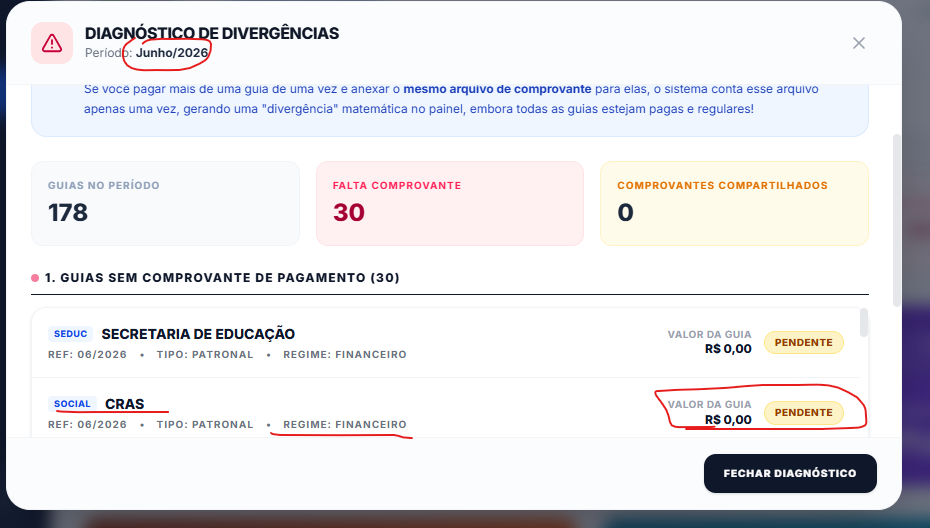 DIAGNÓSTICO DE DIVERGÊNCIAS
Período: Junho/2026
Se você pagar mais de uma guia de uma vez e anexar o mesmo arquivo de comprovante para elas, o sistema conta esse arquivo
apenas uma vez, gerando uma "divergência" matemática no painel, embora todas as guias estejam pagas e regulares!
GUIAS NO PERÍODO
178
FALTA COMPROVANTE
30
COMPROVANTES COMPARTILHADOS
0
1. GUIAS SEM COMPROVANTE DE PAGAMENTO (30)
SEDUC SECRETARIA DE EDUCAÇÃO
REF: 06/2026 • TIPO: PATRONAL • REGIME: FINANCEIRO
VALOR DA GUIA
R$ 0,00
PENDENTE
SOCIAL CRAS
REF: 06/2026 • TIPO: PATRONAL • REGIME: FINANCEIRO
VALOR DA GUIA
R$ 0,00
PENDENTE
FECHAR DIAGNÓSTICO